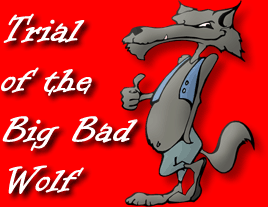 Trial
of the
Big Bad
Wolf